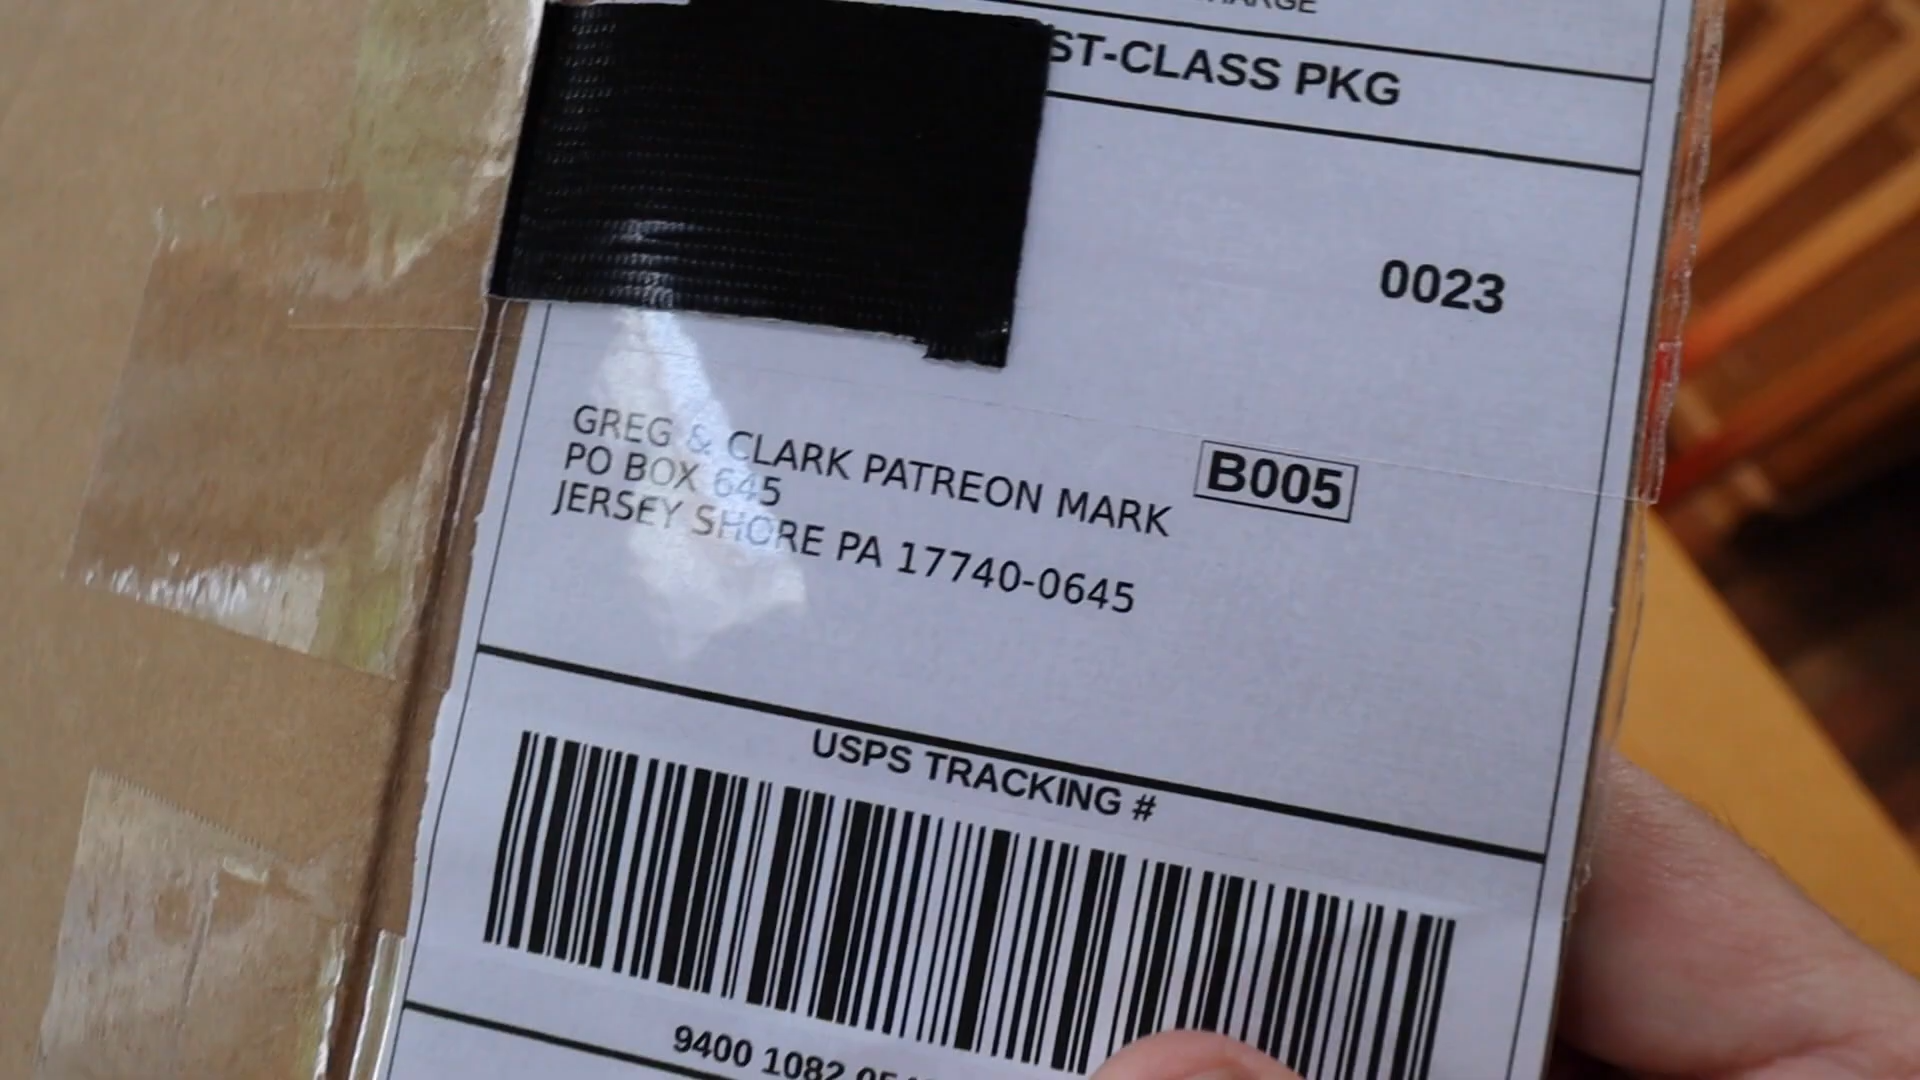 ST-CLASS PKG
0023
GREG & CLARK PATREON MARK
PO BOX 645
JERSEY SHORE PA 17740-0645
B005
USPS TRACKING #
9400 1082